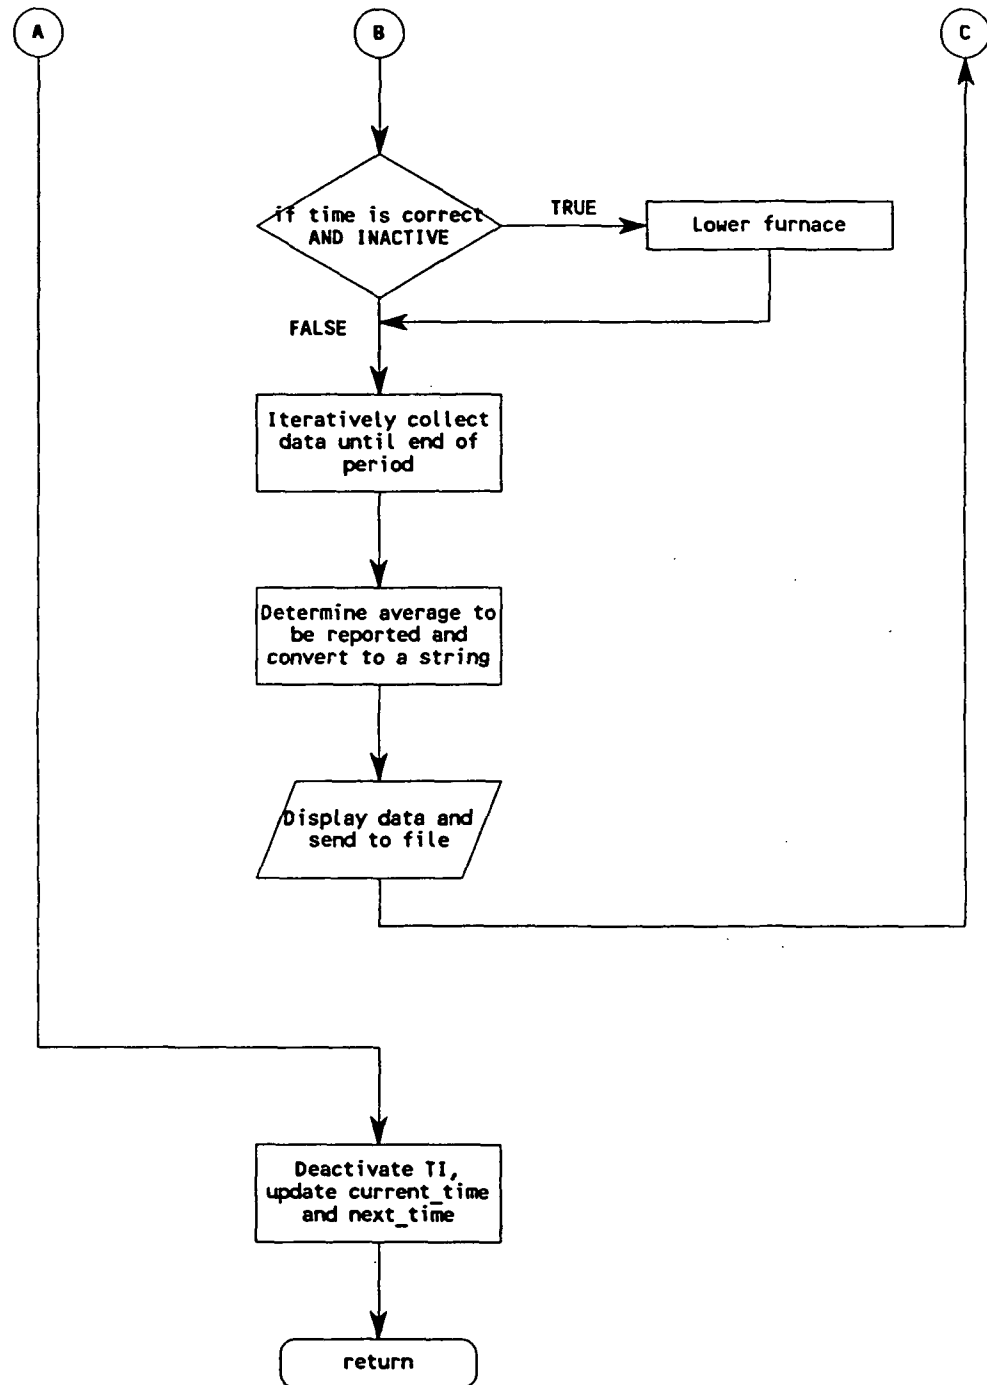 A
B
C
if time is correct
AND INACTIVE
TRUE
Lower furnace
FALSE
Iteratively collect
data until end of
period
Determine average to
be reported and
convert to a string
Display data and
send to file
Deactivate TI,
update current_time
and next_time
return